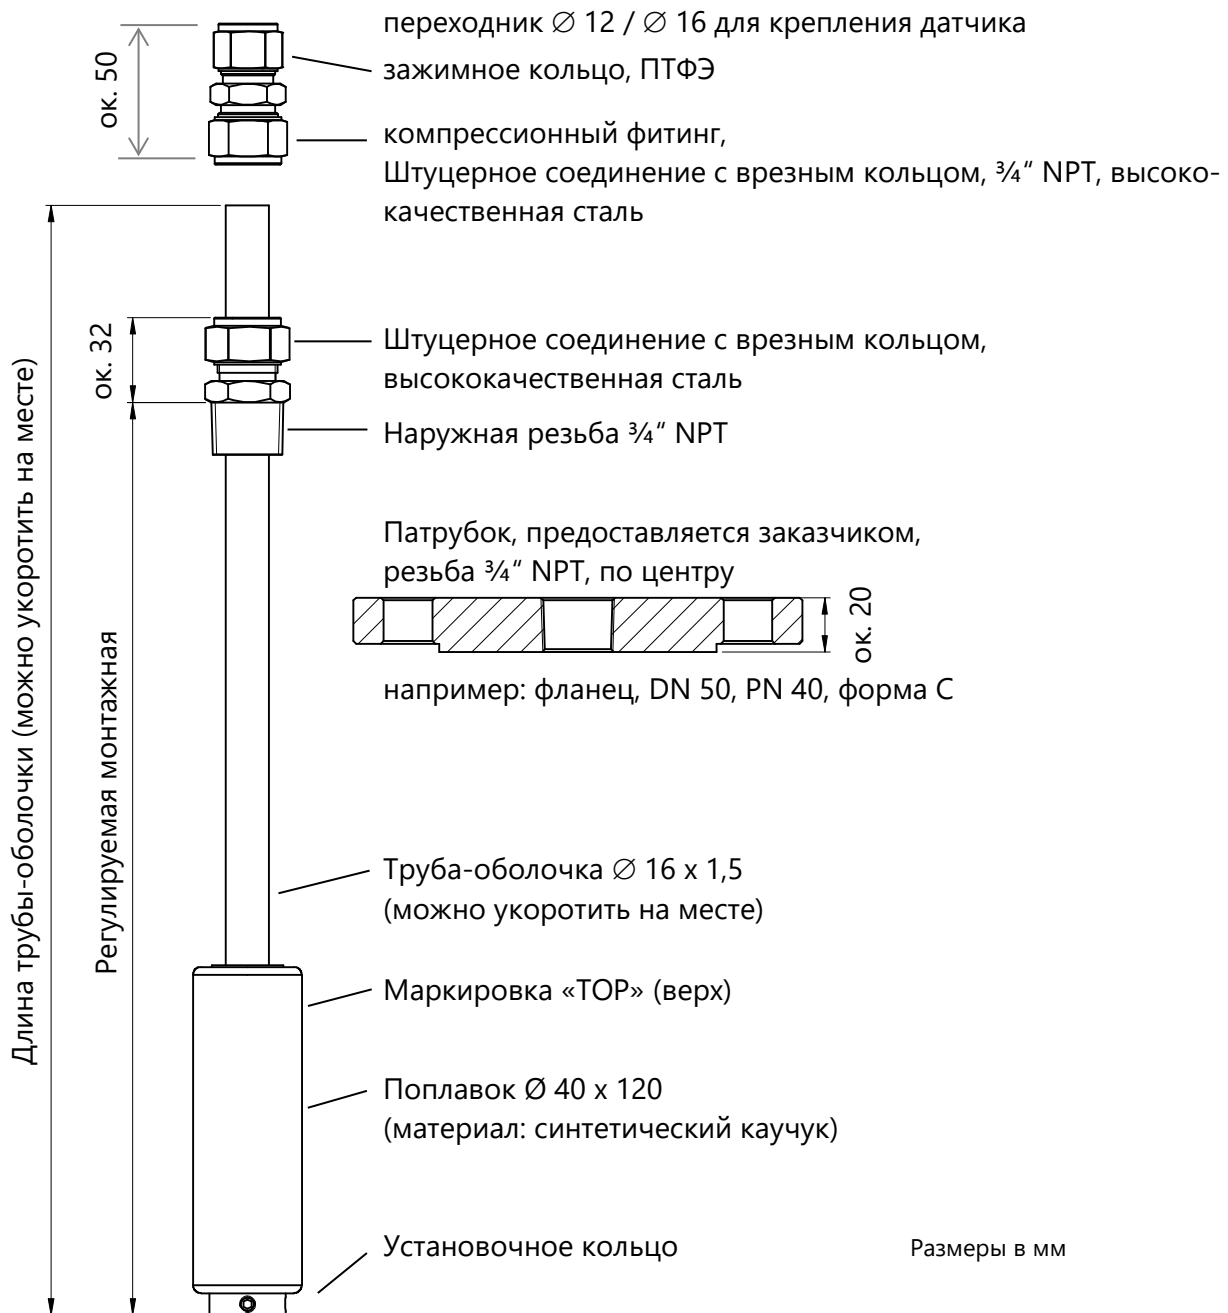 переходник ∅ 12 / ∅ 16 для крепления датчика
зажимное кольцо, ПТФЭ
ок. 50
компрессионный фитинг,
Штуцерное соединение с врезным кольцом, ¾“ NPT, высоко-
качественная сталь
ок. 32
Штуцерное соединение с врезным кольцом,
высококачественная сталь
Наружная резьба ¾“ NPT
Длина трубы-оболочки (можно укоротить на месте)
Регулируемая монтажная
Патрубок, предоставляется заказчиком,
резьба ¾“ NPT, по центру
ок. 20
например: фланец, DN 50, PN 40, форма C
Труба-оболочка ∅ 16 x 1,5
(можно укоротить на месте)
Маркировка «TOP» (верх)
Поплавок Ø 40 x 120
(материал: синтетический каучук)
Установочное кольцо
Размеры в мм